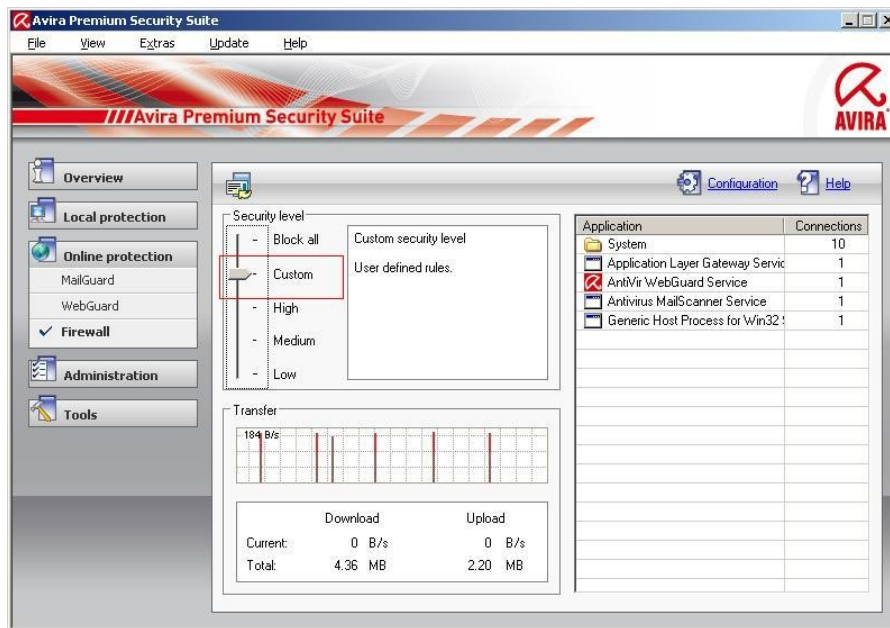 Avira Premium Security Suite
File View Extras Update Help
////Avira Premium Security Suite
AVIRA
Overview
Local protection
Online protection
MailGuard
WebGuard
Firewall
Administration
Tools
Configuration Help
Security level
Block all
Custom
High
Medium
Low
Custom security level
User defined rules.
Transfer
184 B/s
Download Upload
Current: 0 B/s 0 B/s
Total: 4.36 MB 2.20 MB
Application Connections
System 10
Application Layer Gateway Servic 1
AntiVir WebGuard Service 1
Antivirus MailScanner Service 1
Generic Host Process for Win32 1